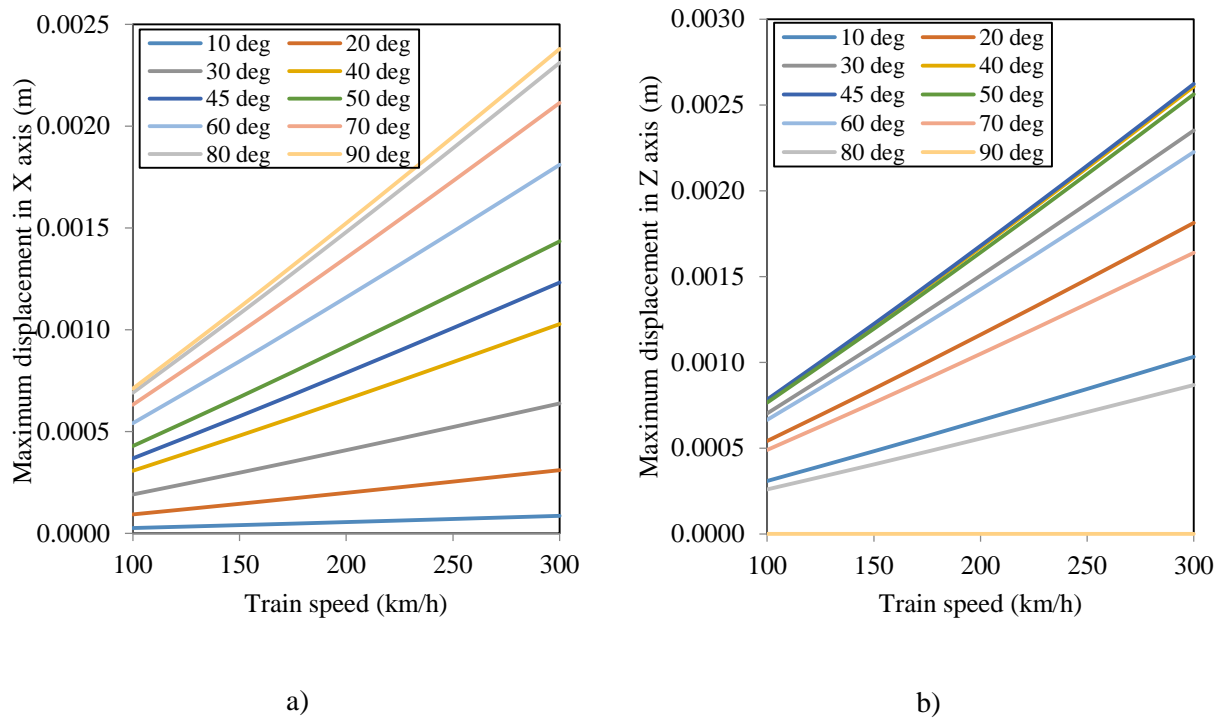 Maximum displacement in X axis (m)
0.0025
0.0020
0.0015
0.0010
0.0005
0.0000
10 deg 20 deg
30 deg 40 deg
45 deg 50 deg
60 deg 70 deg
80 deg 90 deg
100 150 200 250 300
Train speed (km/h)
a)
Maximum displacement in Z axis (m)
0.0030
0.0025
0.0020
0.0015
0.0010
0.0005
0.0000
10 deg 20 deg
30 deg 40 deg
45 deg 50 deg
60 deg 70 deg
80 deg 90 deg
100 150 200 250 300
Train speed (km/h)
b)